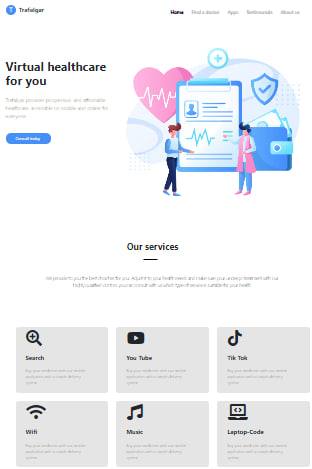 T Trafalgar
Home Find a doctor Apps Testimonials About us
Virtual healthcare
for you
Trafalgar provides progressive, and affordable
healthcare, accessible on mobile and online for
everyone
Consult today
Our services
We provide to you the best choiches for you. Adjust it to your health needs and make sure your undergo treatment with our
highly qualified doctors you can consult with us which type of service is suitable for your health
Search
You Tube
Tik Tok
Buy your medicines with our mobile
application with a simple delivery
system
Buy your medicines with our mobile
application with a simple delivery
system
Buy your medicines with our mobile
application with a simple delivery
system
Wifi
Music
Laptop-Code
Buy your medicines with our mobile
application with a simple delivery
system
Buy your medicines with our mobile
application with a simple delivery
system
Buy your medicines with our mobile
application with a simple delivery
system